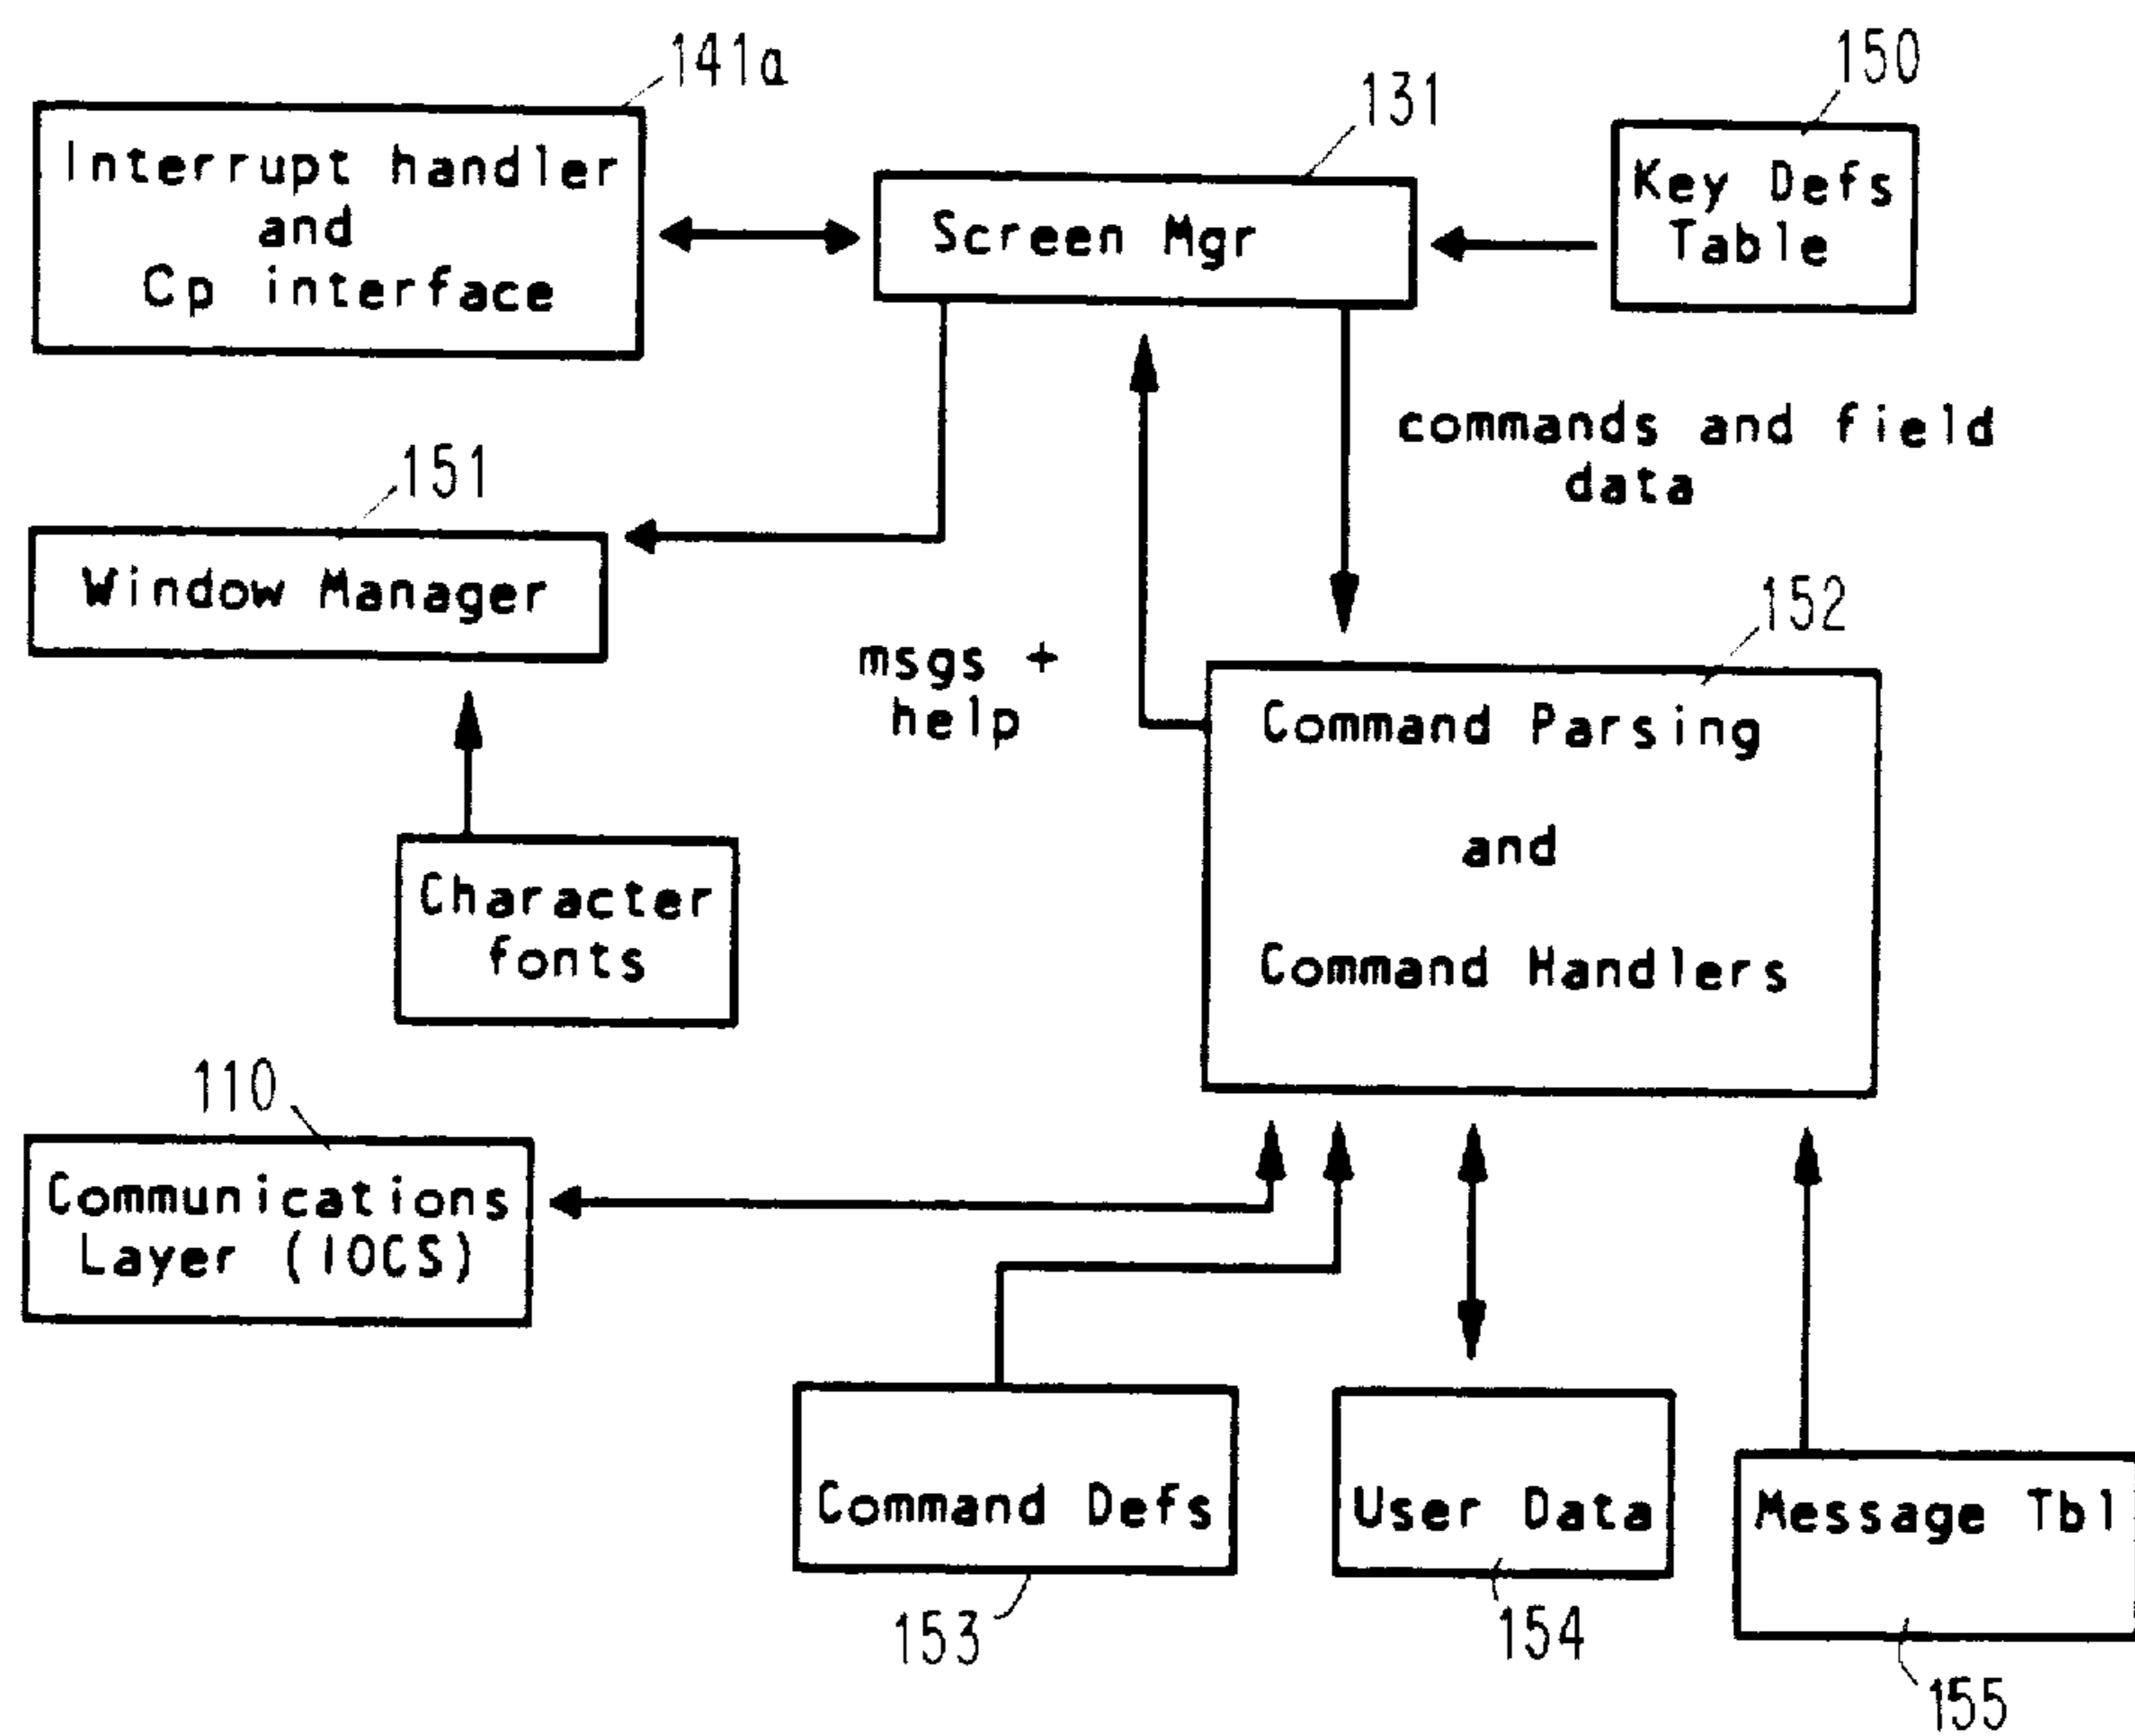 141a
Interrupt handler
and
Cp interface
131
Screen Mgr
150
Key Defs
Table
commands and field
data
151
Window Manager
msgs +
help
152
Command Parsing
and
Command Handlers
Character
fonts
110
Communications
Layer (IOCS)
Command Defs
153
User Data
154
Message Tbl
155